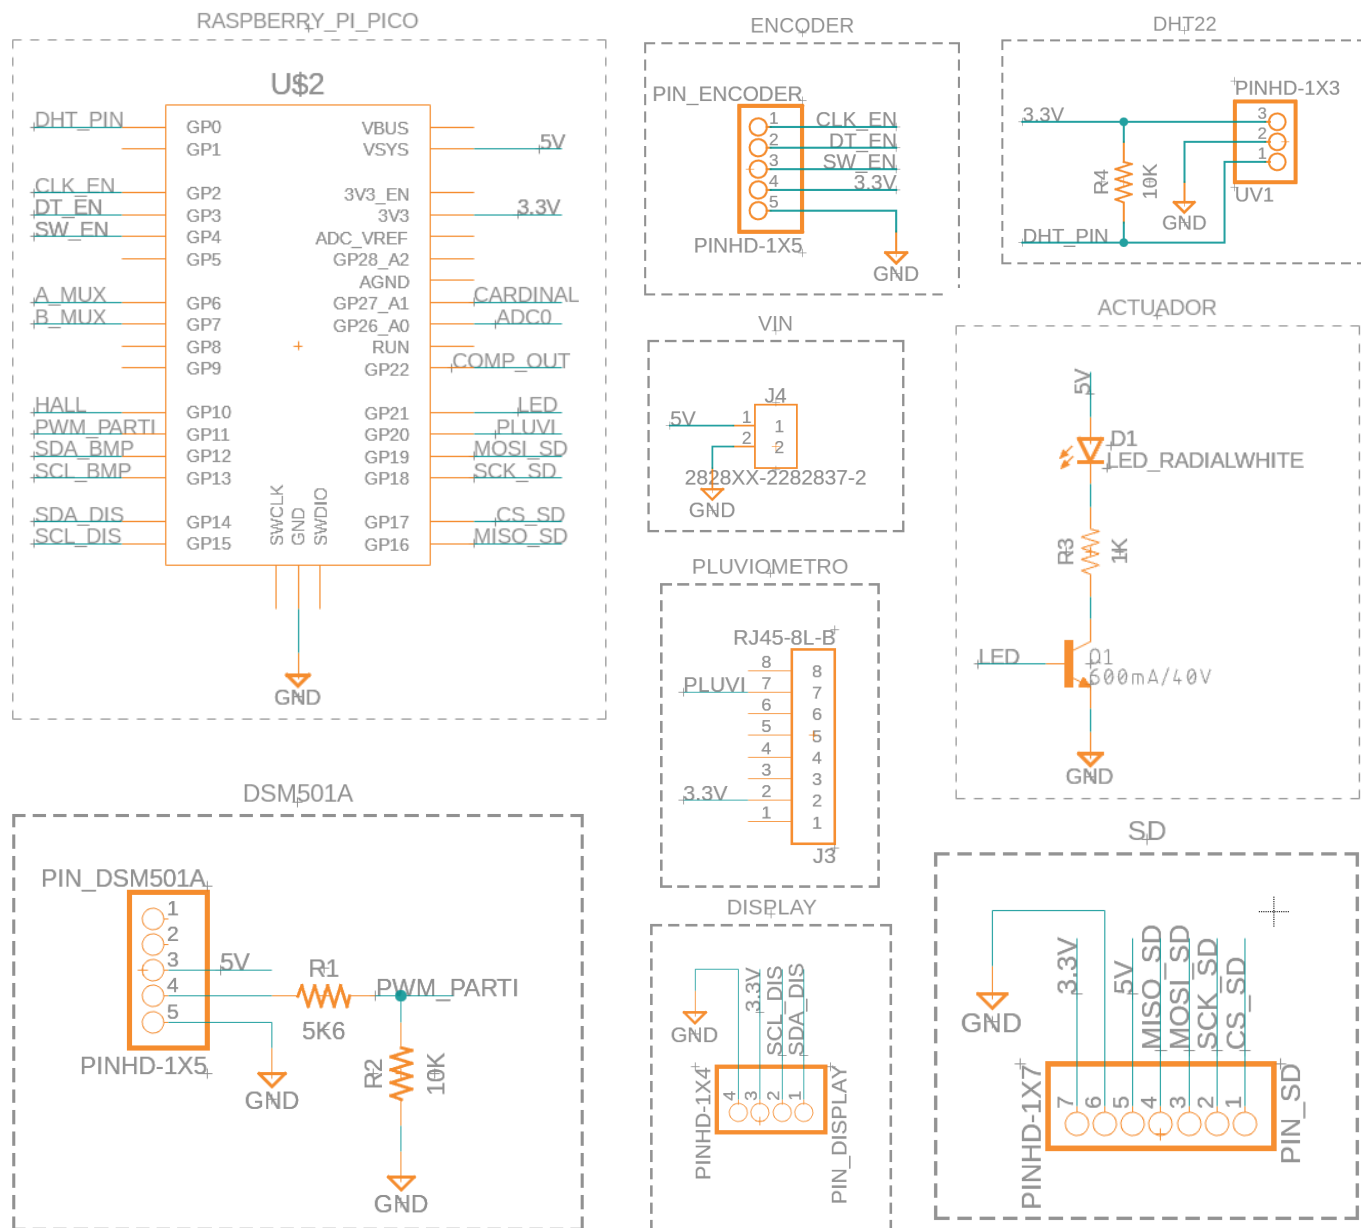 RASPBERRY_PI_PICO
U$2
DHT_PIN GP0 VBUS
GP1 VSYS 5V
CLK_EN GP2 3V3_EN
DT_EN GP3 3V3 3.3V
SW_EN GP4 ADC_VREF
GP5 GP28_A2
AGND
A_MUX GP6 GP27_A1 CARDINAL
B_MUX GP7 GP26_A0 ADC0
GP8 RUN
GP9 GP22 COMP_OUT
HALL GP10 GP21 LED
PWM_PARTI GP11 GP20 PLUVI
SDA_BMP GP12 GP19 MOSI_SD
SCL_BMP GP13 GP18 SCK_SD
SDA_DIS GP14 GP17 CS_SD
SCL_DIS GP15 GP16 MISO_SD
SWCLK
GND
SWDIO
GND
ENCODER
PIN_ENCODER
1 CLK_EN
2 DT_EN
3 SW_EN
4 3.3V
5
PINHD-1X5
GND
DHT22
PINHD-1X3
3.3V 3
2
1
R4 10K
GND
UV1
DHT_PIN
VIN
J4
5V 1 1
2 2
2828XX-2282837-2
GND
ACTUADOR
5V
D1
LED_RADIALWHITE
R3 1K
LED
Q1
600mA/40V
GND
PLUVIOMETRO
RJ45-8L-B
8 8
PLUVI 7 7
6 6
5 5
4 4
3 3
3.3V 2 2
1 1
J3
DSM501A
PIN_DSM501A
1
2
3 5V
4 R1 PWM_PARTI
5 5K6
PINHD-1X5
GND
R2 10K
GND
DISPLAY
GND
3.3V
SCL_DIS
SDA_DIS
4 3 2 1
PINHD-1X4
PIN_DISPLAY
SD
GND
3.3V
5V
MISO_SD
MOSI_SD
SCK_SD
CS_SD
7 6 5 4 3 2 1
PINHD-1X7
PIN_SD